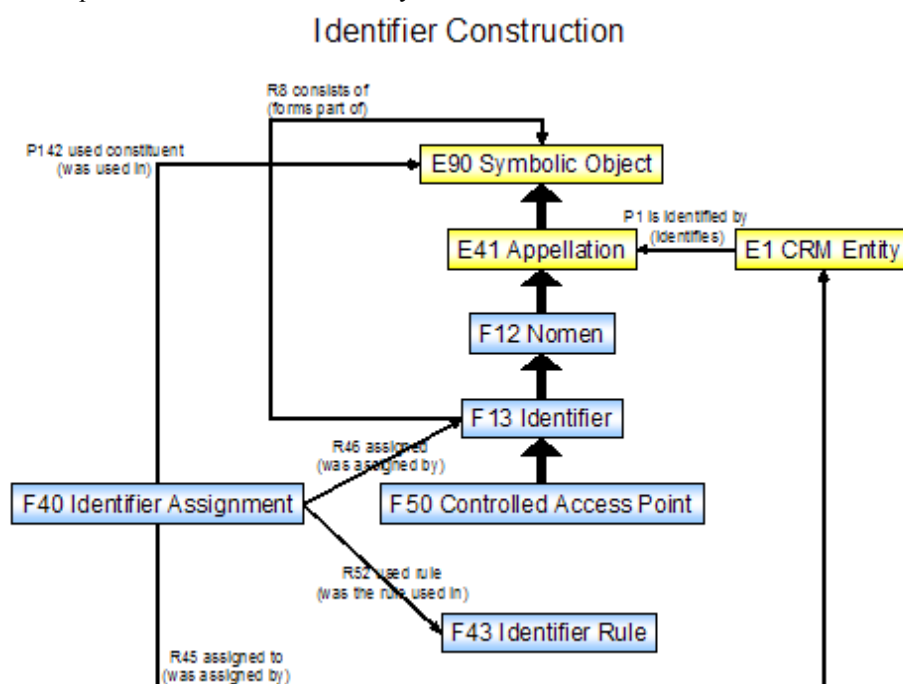 Identifier Construction
R8 consists of
(forms part of)
P142 used constituent
(was used in)
E90 Symbolic Object
P1 is identified by
(identifies)
E41 Appellation
E1 CRM Entity
F12 Nomen
F13 Identifier
R46 assigned
(was assigned by)
F40 Identifier Assignment
F50 Controlled Access Point
R52 used rule
(was the rule used in)
F43 Identifier Rule
R45 assigned to
(was assigned by)